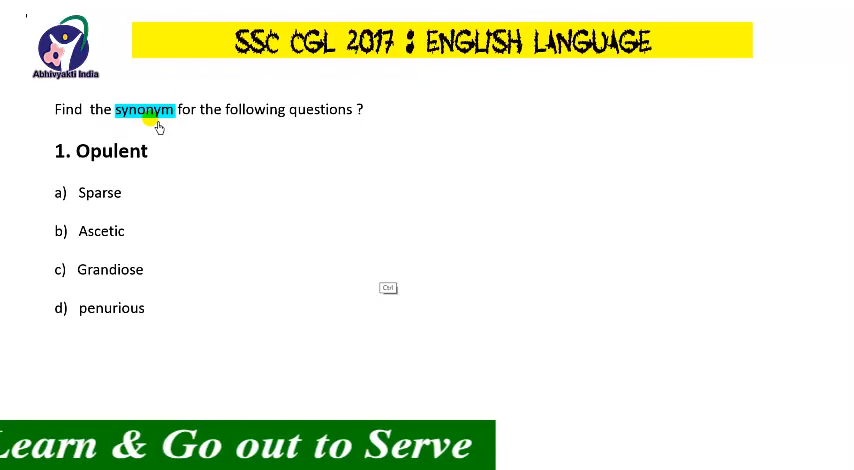 SSC CGL 2017 : ENGLISH LANGUAGE
Abhivyakti India
Find the synonym for the following questions ?
1. Opulent
a) Sparse
b) Ascetic
c) Grandiose
Ctrl
d) penurious
Learn & Go out to Serve